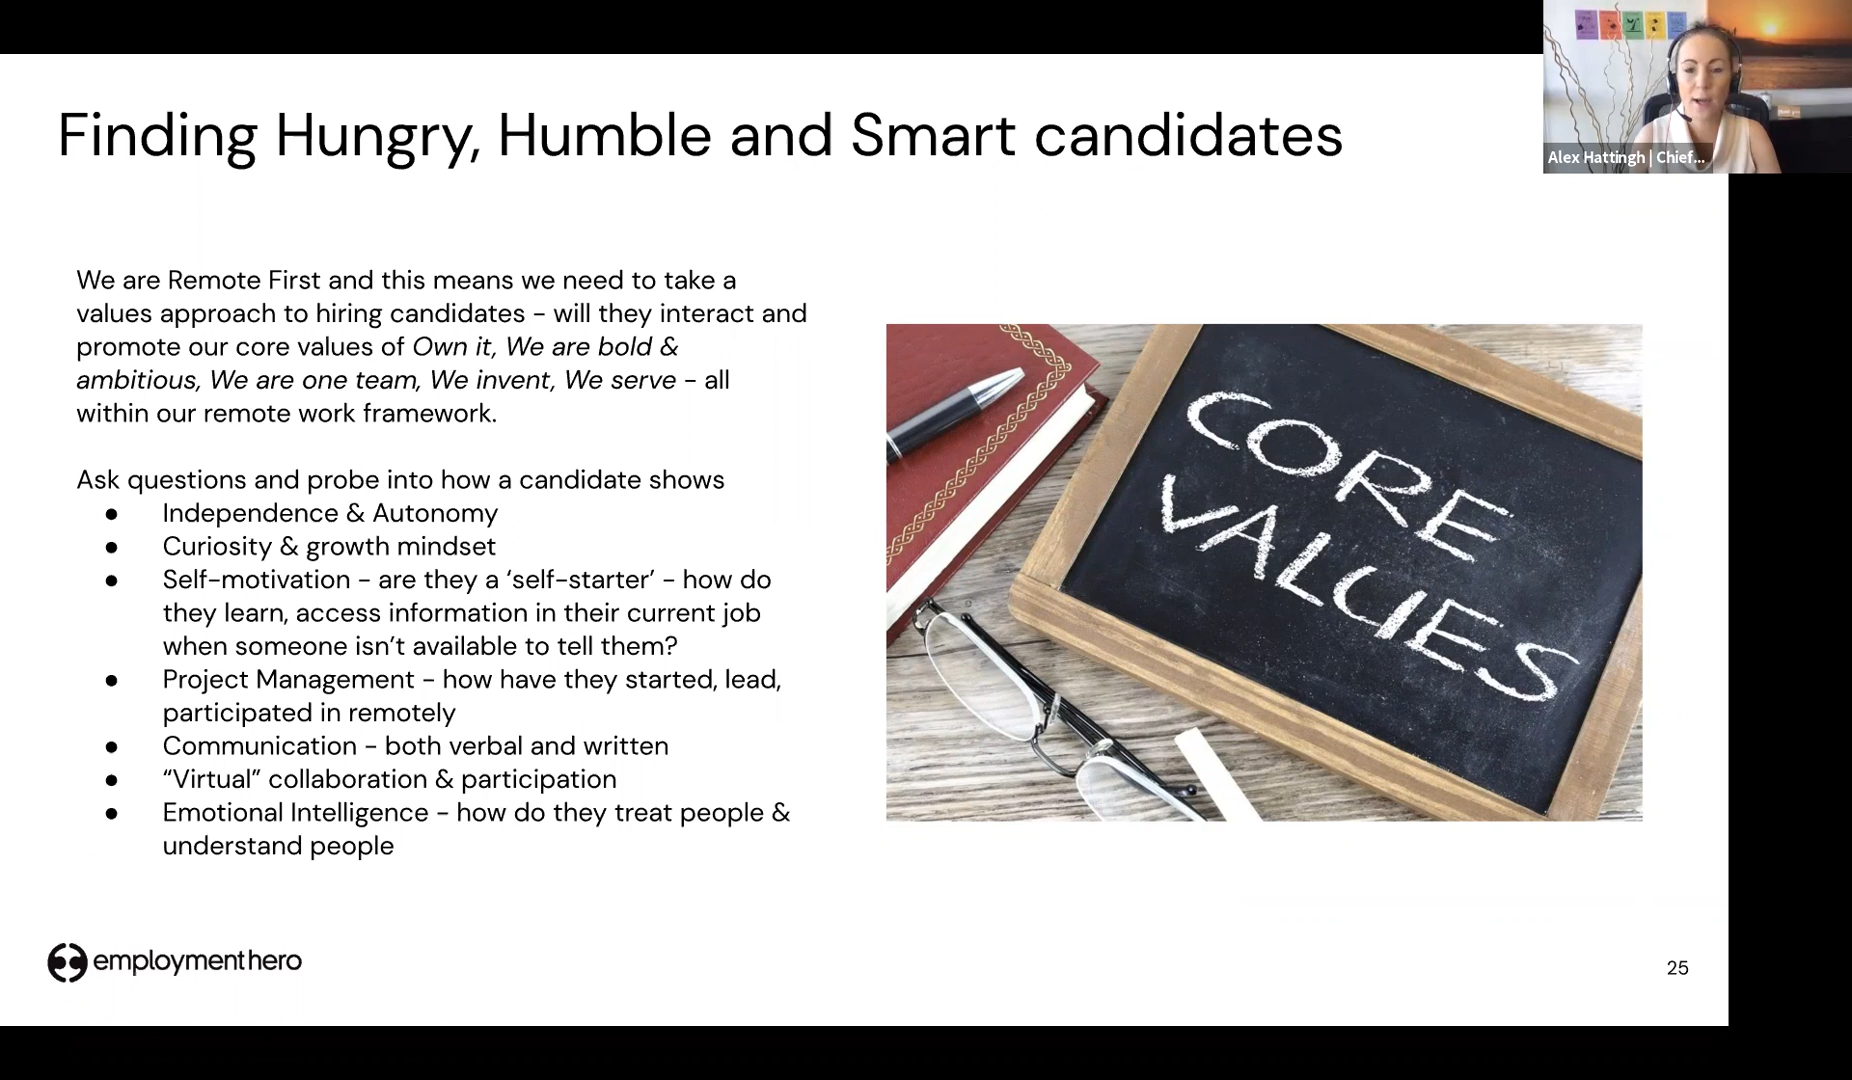 Finding Hungry, Humble and Smart candidates
Alex Hattingh | Chief...
We are Remote First and this means we need to take a
values approach to hiring candidates - will they interact and
promote our core values of Own it, We are bold &
ambitious, We are one team, We invent, We serve - all
within our remote work framework.
Ask questions and probe into how a candidate shows
● Independence & Autonomy
● Curiosity & growth mindset
● Self-motivation - are they a ‘self-starter’ - how do
they learn, access information in their current job
when someone isn’t available to tell them?
● Project Management - how have they started, lead,
participated in remotely
● Communication - both verbal and written
● “Virtual” collaboration & participation
● Emotional Intelligence - how do they treat people &
understand people
CORE
VALUES
employmenthero
25